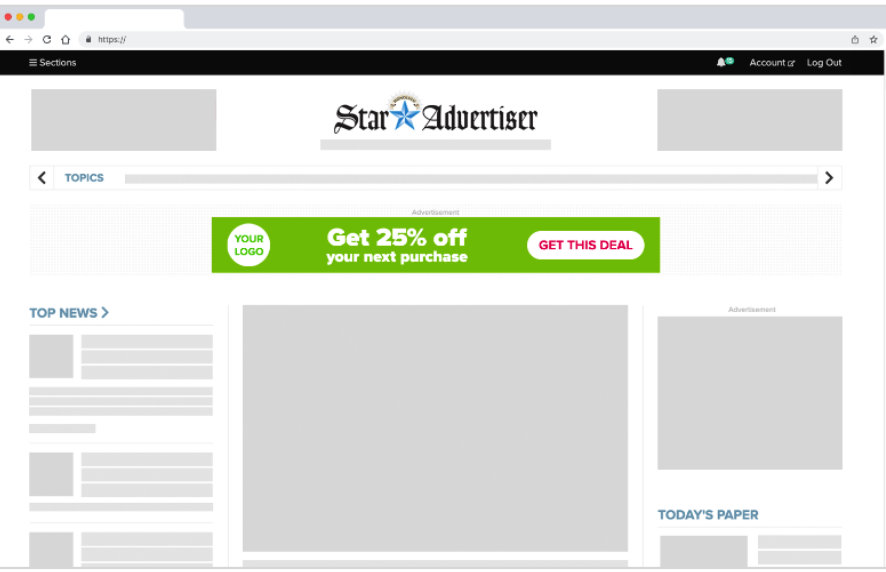 https://
Sections
Account
Log Out
Star Advertiser
TOPICS
Advertisement
YOUR
LOGO
Get 25% off
your next purchase
GET THIS DEAL
TOP NEWS
Advertisement
TODAY'S PAPER